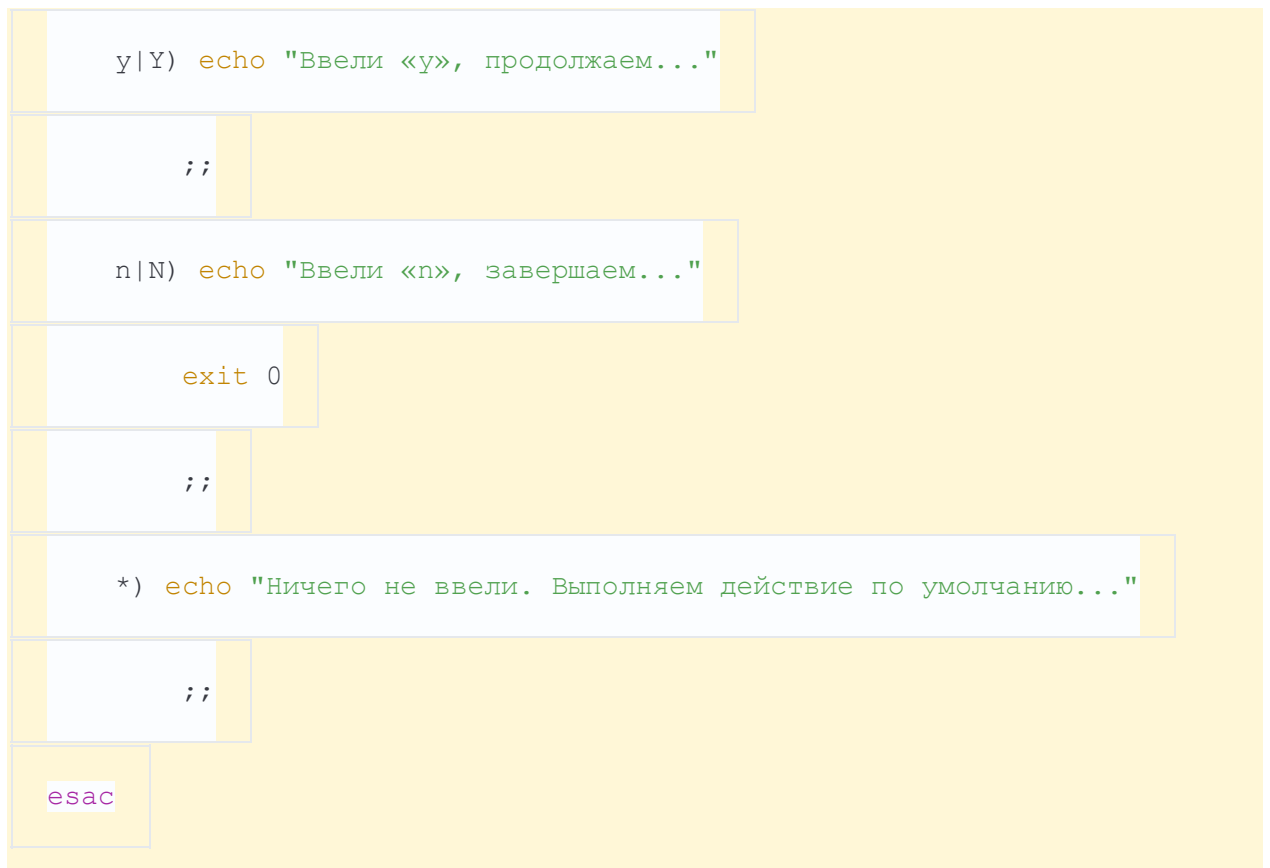 y|Y) echo "Ввели «y», продолжаем..."
;;
n|N) echo "Ввели «n», завершаем..."
exit 0
;;
*) echo "Ничего не ввели. Выполняем действие по умолчанию..."
;;
esac